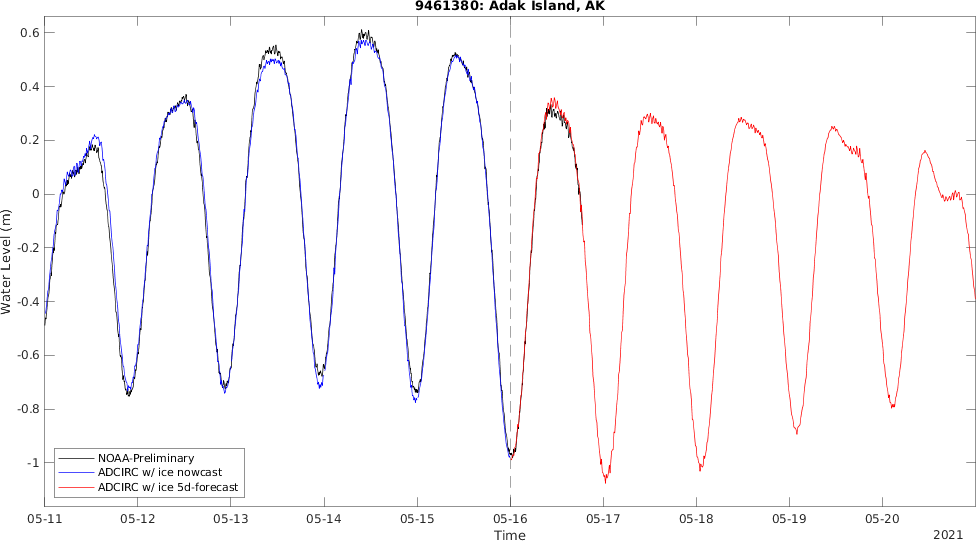 9461380: Adak Island, AK
0.6
0.4
0.2
0
-0.2
-0.4
-0.6
-0.8
-1
Water Level (m)
NOAA-Preliminary
ADCIRC w/ ice nowcast
ADCIRC w/ ice 5d-forecast
05-11 05-12 05-13 05-14 05-15 05-16 05-17 05-18 05-19 05-20
Time
2021